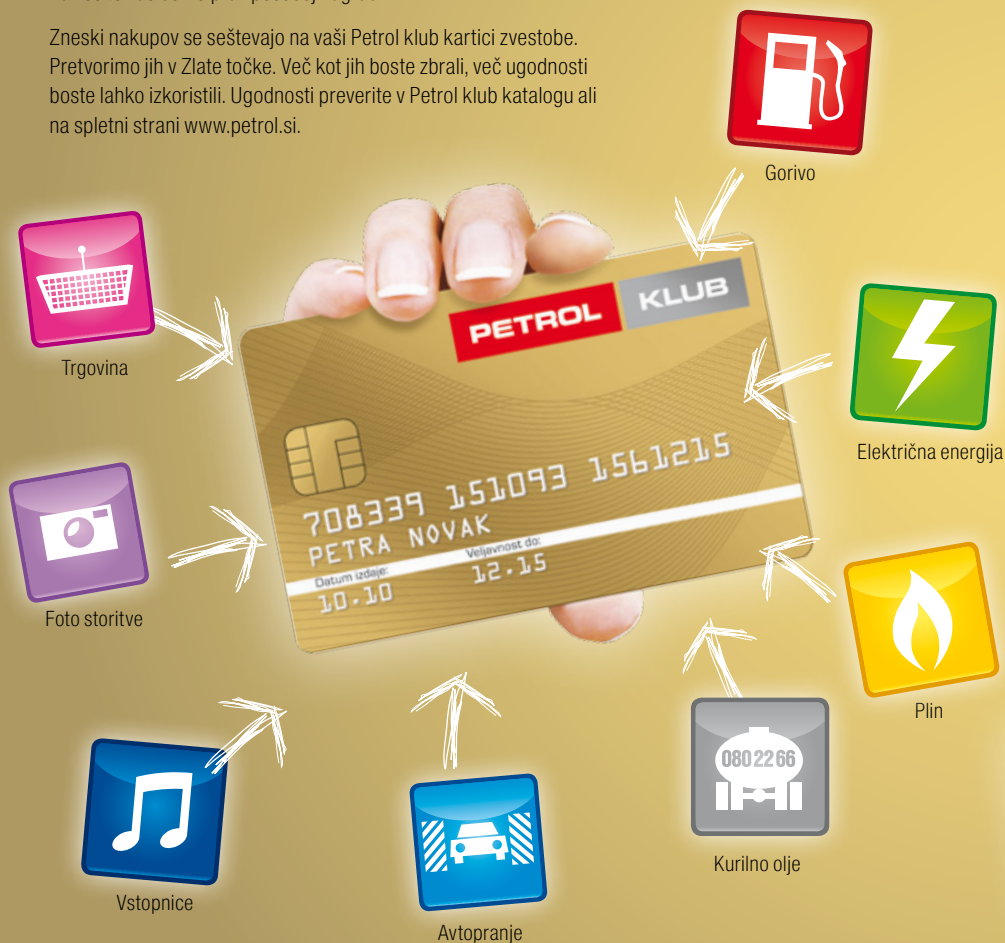 Zneski nakupov se seštevajo na vaši Petrol klub kartici zvestobe.
Pretvorimo jih v Zlate točke. Več kot jih boste zbrali, več ugodnosti
boste lahko izkoristili. Ugodnosti preverite v Petrol klub katalogu ali
na spletni strani www.petrol.si.
Gorivo
Trgovina
PETROL KLUB
Električna energija
708339 151093 1561215
PETRA NOVAK
Datum izdaje: Veljavnost do:
10.10 12.15
Foto storitve
Plin
080 22 66
Kurilno olje
Vstopnice
Avtopranje